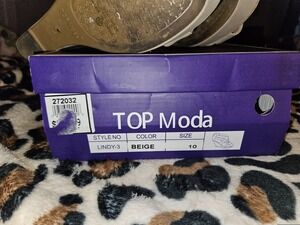 272032
TOP Moda
STYLE NO COLOR SIZE
LINDY-3 BEIGE 10